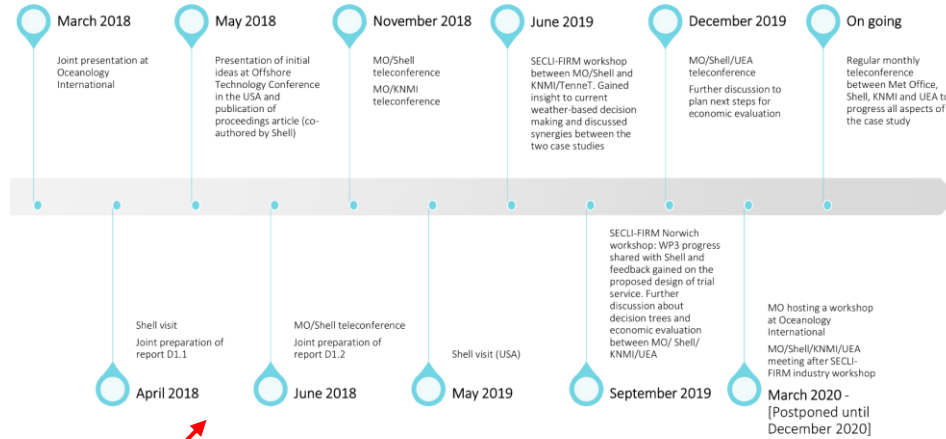 March 2018
Joint presentation at
Oceanology
International
May 2018
Presentation of initial
ideas at Offshore
Technology Conference
in the USA and
publication of
proceedings article (co-
authored by Shell)
November 2018
MO/Shell
teleconference
MO/KNMI
teleconference
June 2019
SECLI-FIRM workshop
between MO/Shell and
KNMI/TenneT. Gained
insight to current
weather-based decision
making and discussed
synergies between the
two case studies
December 2019
MO/Shell/UEA
teleconference
Further discussion to
plan next steps for
economic evaluation
On going
Regular monthly
teleconference
between Met Office,
Shell, KNMI and UEA to
progress all aspects of
the case study
Shell visit
Joint preparation of
report D1.1
April 2018
MO/Shell teleconference
Joint preparation of
report D1.2
June 2018
Shell visit (USA)
May 2019
SECLI-FIRM Norwich
workshop: WP3 progress
shared with Shell and
feedback gained on the
proposed design of trial
service. Further
discussion about
decision trees and
economic evaluation
between MO/ Shell/
KNMI/UEA
September 2019
MO hosting a workshop
at Oceanology
International
MO/Shell/KNMI/UEA
meeting after SECLI-
FIRM industry workshop
March 2020 -
[Postponed until
December 2020]